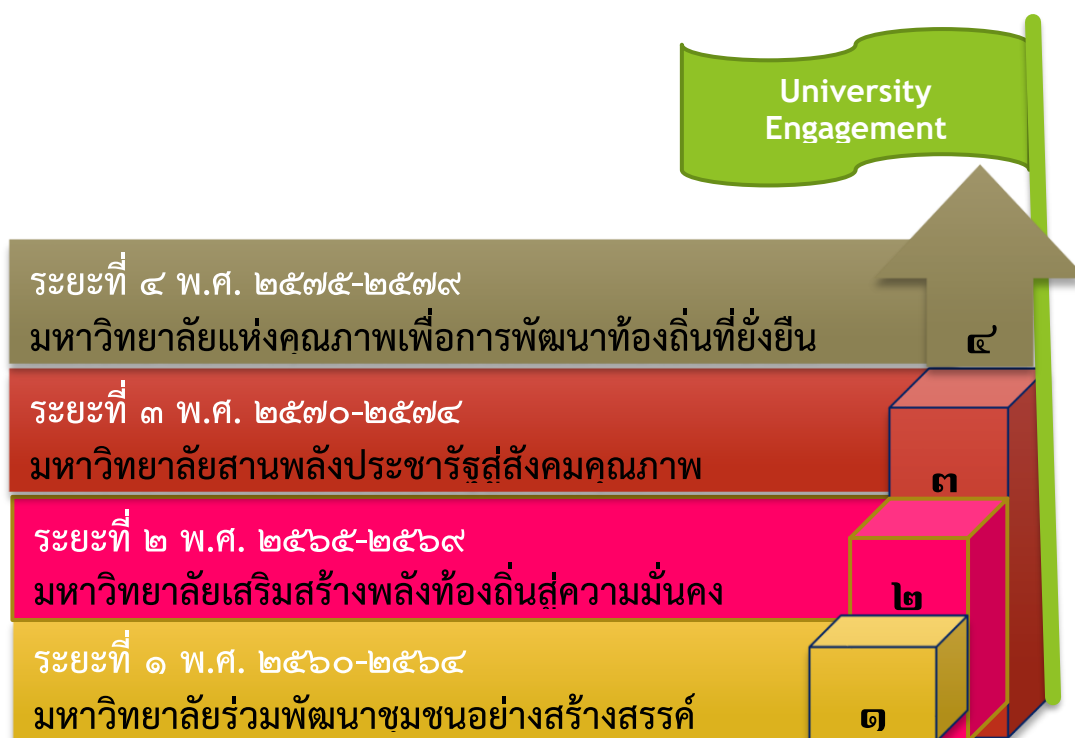 University
Engagement
ระยะที่ ๔ พ.ศ. ๒๕๗๕-๒๕๗๙
มหาวิทยาลัยแห่งคุณภาพเพื่อการพัฒนาท้องถิ่นที่ยั่งยืน
๔
ระยะที่ ๓ พ.ศ. ๒๕๗๐-๒๕๗๔
มหาวิทยาลัยสานพลังประชารัฐสู่สังคมคุณภาพ
๓
ระยะที่ ๒ พ.ศ. ๒๕๖๕-๒๕๖๙
มหาวิทยาลัยเสริมสร้างพลังท้องถิ่นสู่ความมั่นคง
๒
ระยะที่ ๑ พ.ศ. ๒๕๖๐-๒๕๖๔
มหาวิทยาลัยร่วมพัฒนาชุมชนอย่างสร้างสรรค์
๑